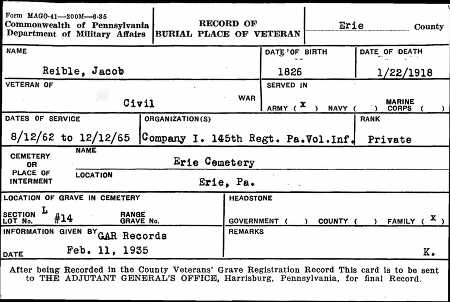 Form MAGO-41—200M—6-35
Commonwealth of Pennsylvania
Department of Military Affairs
RECORD OF
BURIAL PLACE OF VETERAN
Erie County
NAME
Reible, Jacob
DATE OF BIRTH
1826
DATE OF DEATH
1/22/1918
VETERAN OF
Civil WAR
SERVED IN
ARMY ( X ) NAVY ( ) MARINE CORPS ( )
DATES OF SERVICE
8/12/62 to 12/12/65
ORGANIZATION(S)
Company I. 145th Regt. Pa.Vol.Inf.
RANK
Private
CEMETERY
OR
PLACE OF
INTERMENT
NAME
Erie Cemetery
LOCATION
Erie, Pa.
LOCATION OF GRAVE IN CEMETERY
SECTION L
LOT No. #14
RANGE
GRAVE No.
HEADSTONE
GOVERNMENT ( ) COUNTY ( ) FAMILY ( X )
INFORMATION GIVEN BY GAR Records
DATE Feb. 11, 1935
REMARKS
K.
After being Recorded in the County Veterans' Grave Registration Record This card is to be sent
to THE ADJUTANT GENERAL'S OFFICE, Harrisburg, Pennsylvania, for final Record.